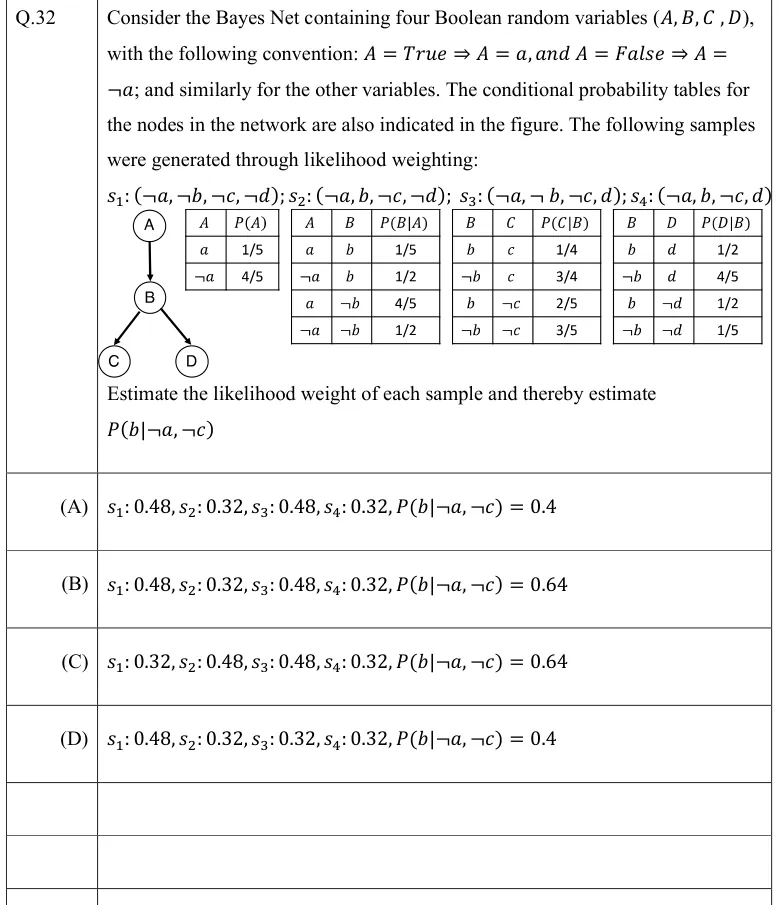 Q.32 Consider the Bayes Net containing four Boolean random variables (A, B, C , D),
with the following convention: A = True ⇒ A = a, and A = False ⇒ A =
¬a; and similarly for the other variables. The conditional probability tables for
the nodes in the network are also indicated in the figure. The following samples
were generated through likelihood weighting:
s₁: (¬a, ¬b, ¬c, ¬d); s₂: (¬a, b, ¬c, ¬d); s₃: (¬a, ¬ b, ¬c, d); s₄: (¬a, b, ¬c, d)
A
B
C D
A P(A)
a 1/5
¬a 4/5
A B P(B|A)
a b 1/5
¬a b 1/2
a ¬b 4/5
¬a ¬b 1/2
B C P(C|B)
b c 1/4
¬b c 3/4
b ¬c 2/5
¬b ¬c 3/5
B D P(D|B)
b d 1/2
¬b d 4/5
b ¬d 1/2
¬b ¬d 1/5
Estimate the likelihood weight of each sample and thereby estimate
P(b|¬a, ¬c)
(A) s₁: 0.48, s₂: 0.32, s₃: 0.48, s₄: 0.32, P(b|¬a, ¬c) = 0.4
(B) s₁: 0.48, s₂: 0.32, s₃: 0.48, s₄: 0.32, P(b|¬a, ¬c) = 0.64
(C) s₁: 0.32, s₂: 0.48, s₃: 0.48, s₄: 0.32, P(b|¬a, ¬c) = 0.64
(D) s₁: 0.48, s₂: 0.32, s₃: 0.32, s₄: 0.32, P(b|¬a, ¬c) = 0.4